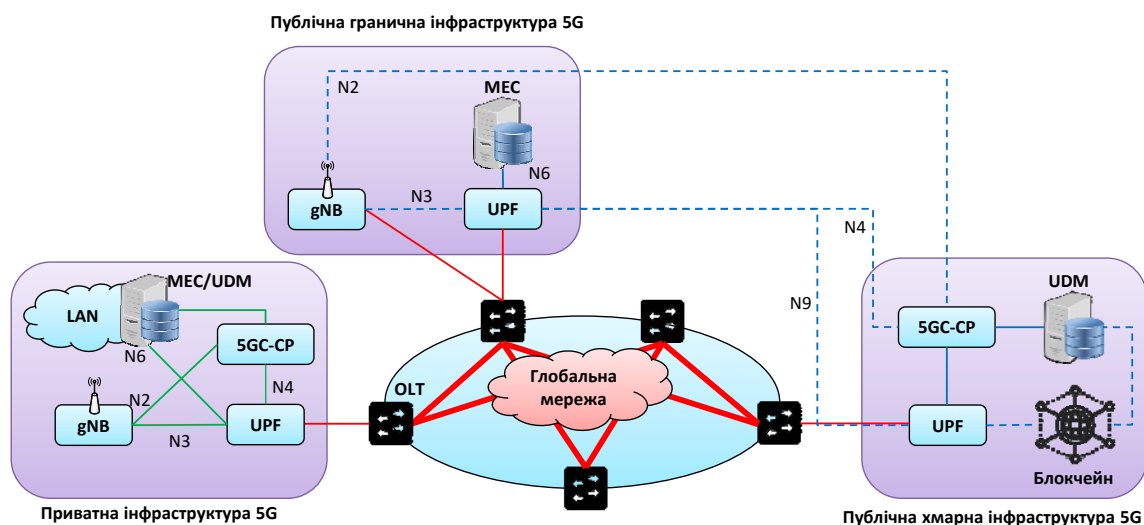 Публічна гранична інфраструктура 5G
N2
MEC
N6
N3
gNB
UPF
N4
N9
MEC/UDM
LAN
5GC-CP
N6
N2
N4
gNB
N3
UPF
OLT
Глобальна
мережа
UDM
5GC-CP
UPF
Блокчейн
Приватна інфраструктура 5G
Публічна хмарна інфраструктура 5G